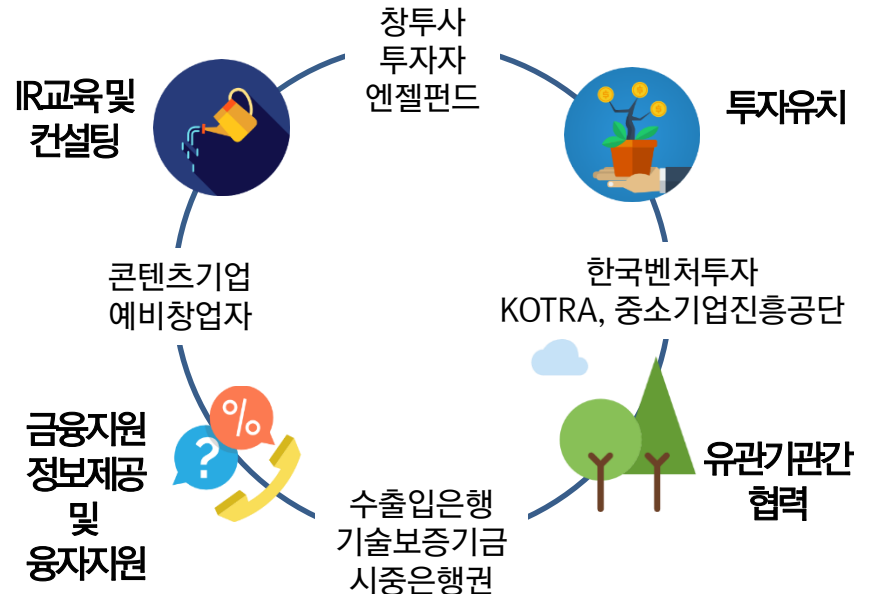 창투사
투자자
엔젤펀드
IR교육 및
컨설팅
투자유치
콘텐츠기업
예비창업자
한국벤처투자
KOTRA, 중소기업진흥공단
%
?
금융지원
정보제공
및
융자지원
유관기관간
협력
수출입은행
기술보증기금
시중은행권